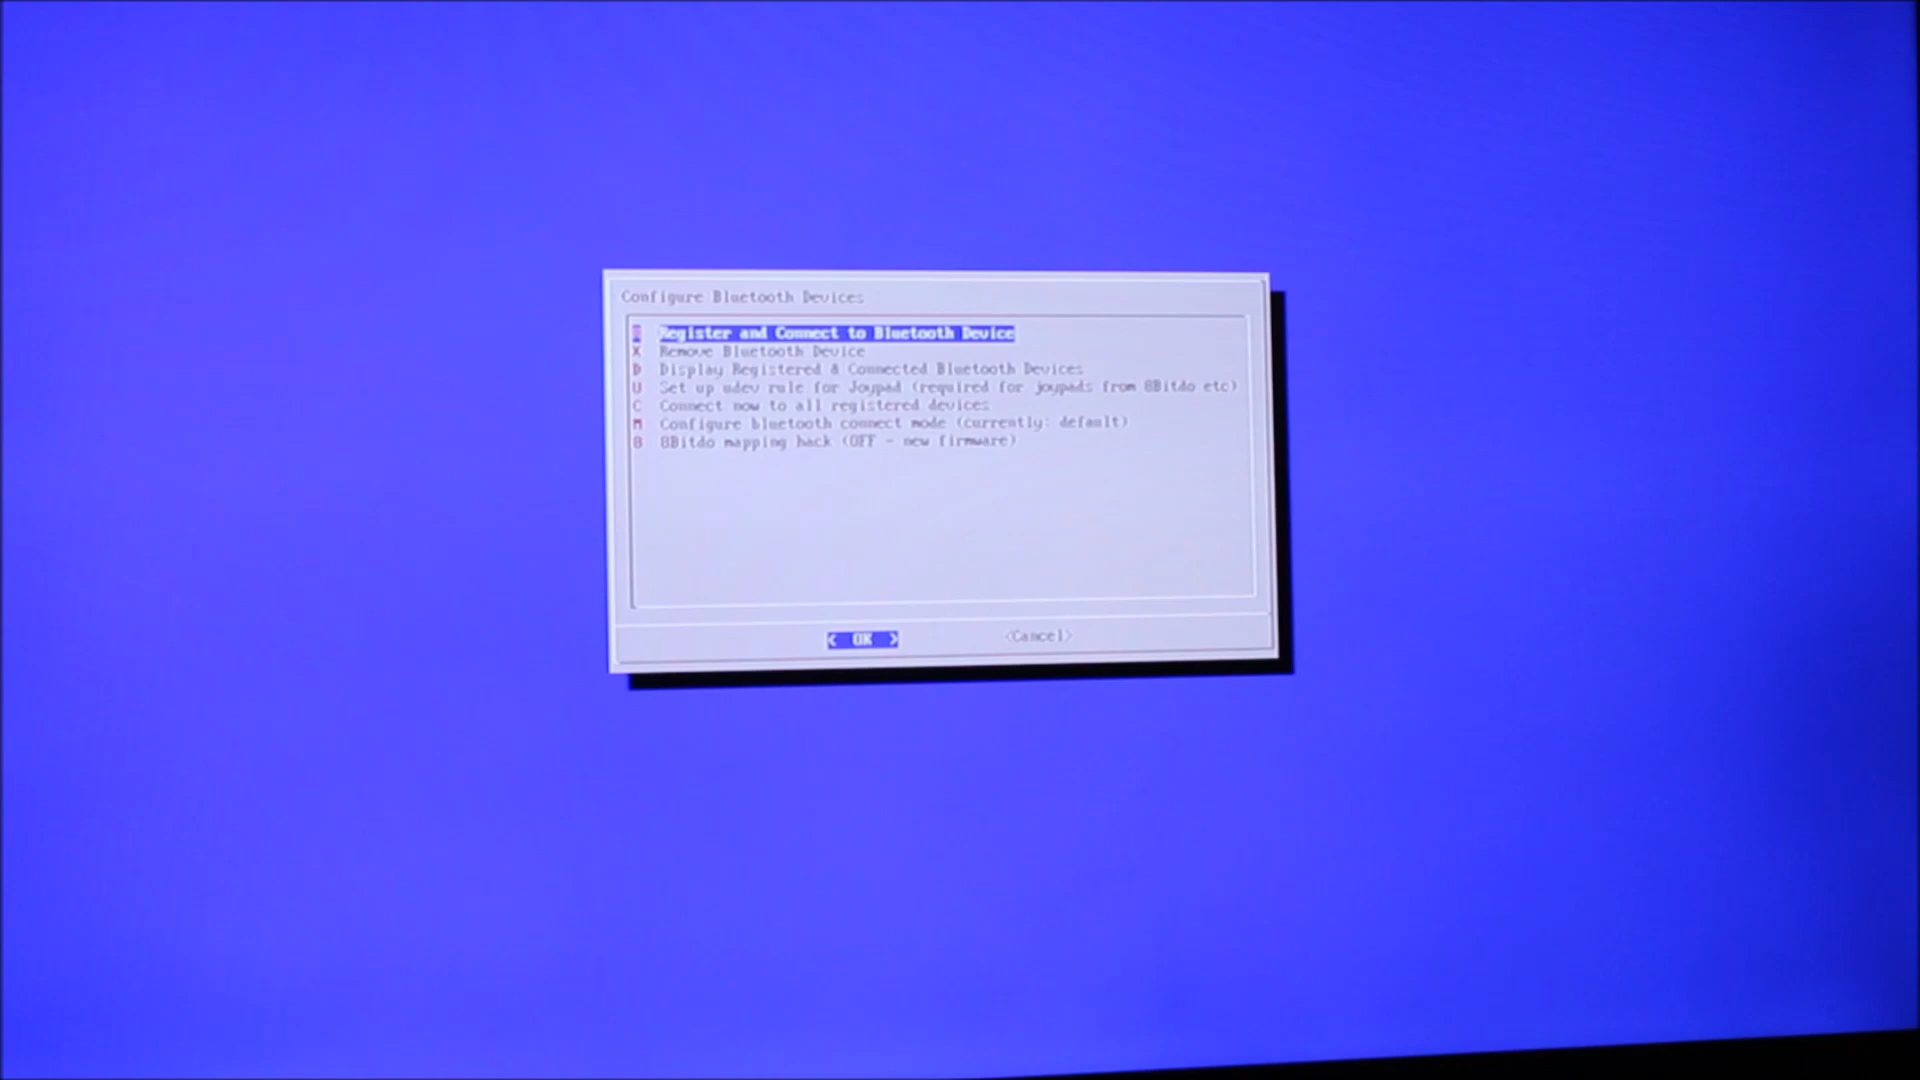 Configure Bluetooth Devices
R Register and Connect to Bluetooth Device
X Remove Bluetooth Device
D Display Registered & Connected Bluetooth Devices
U Set up udev rule for Joypad (required for joypads from 8Bitdo etc)
C Connect now to all registered devices
M Configure bluetooth connect mode (currently: default)
8 8Bitdo mapping hack (OFF - new firmware)
< OK > <Cancel>